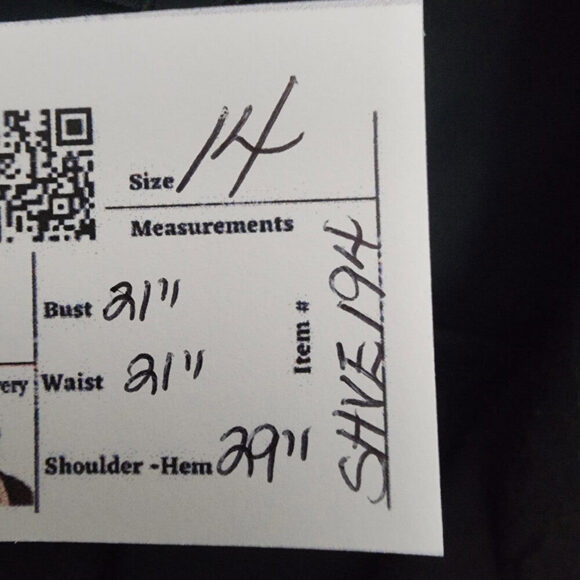 Size 14
Measurements
Bust 21"
ery Waist 21"
Shoulder -Hem 29"
Item # SHVE194